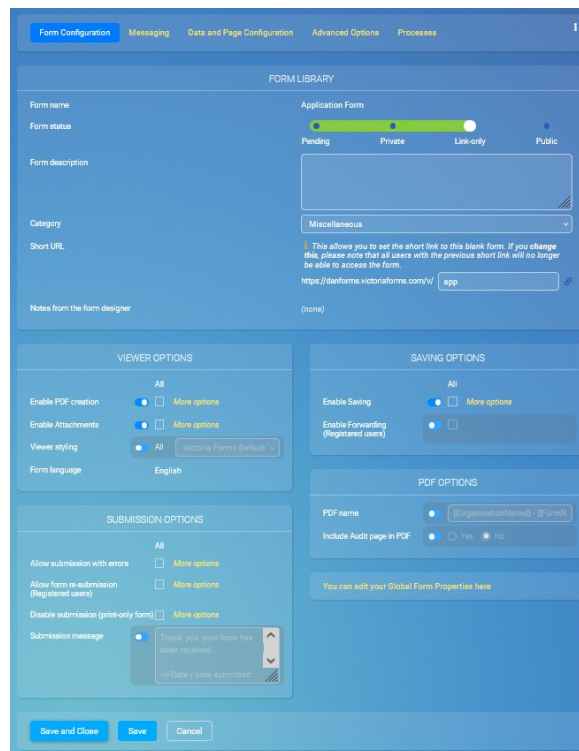 Form Configuration Messaging Data and Page Configuration Advanced Options Processes
FORM LIBRARY
Form name Application Form
Form status
Pending Private Link-only Public
Form description
Category Miscellaneous
Short URL This allows you to set the short link to this blank form. If you change
this, please note that all users with the previous short link will no longer
be able to access the form.
https://danforms.victoriaforms.com/v/ app
Notes from the form designer (none)
VIEWER OPTIONS
All
Enable PDF creation More options
Enable Attachments More options
Viewer styling All Victoria Forms Default
Form language English
SUBMISSION OPTIONS
All
Allow submission with errors More options
Allow form re-submission
(Registered users) More options
Disable submission (print-only form) More options
Submission message Thank you, your form has
been received.
Date / time submitted
SAVING OPTIONS
All
Enable Saving More options
Enable Forwarding
(Registered users)
PDF OPTIONS
PDF name [[OrganisationName]] - [[FormN
Include Audit page in PDF Yes No
You can edit your Global Form Properties here
Save and Close Save Cancel